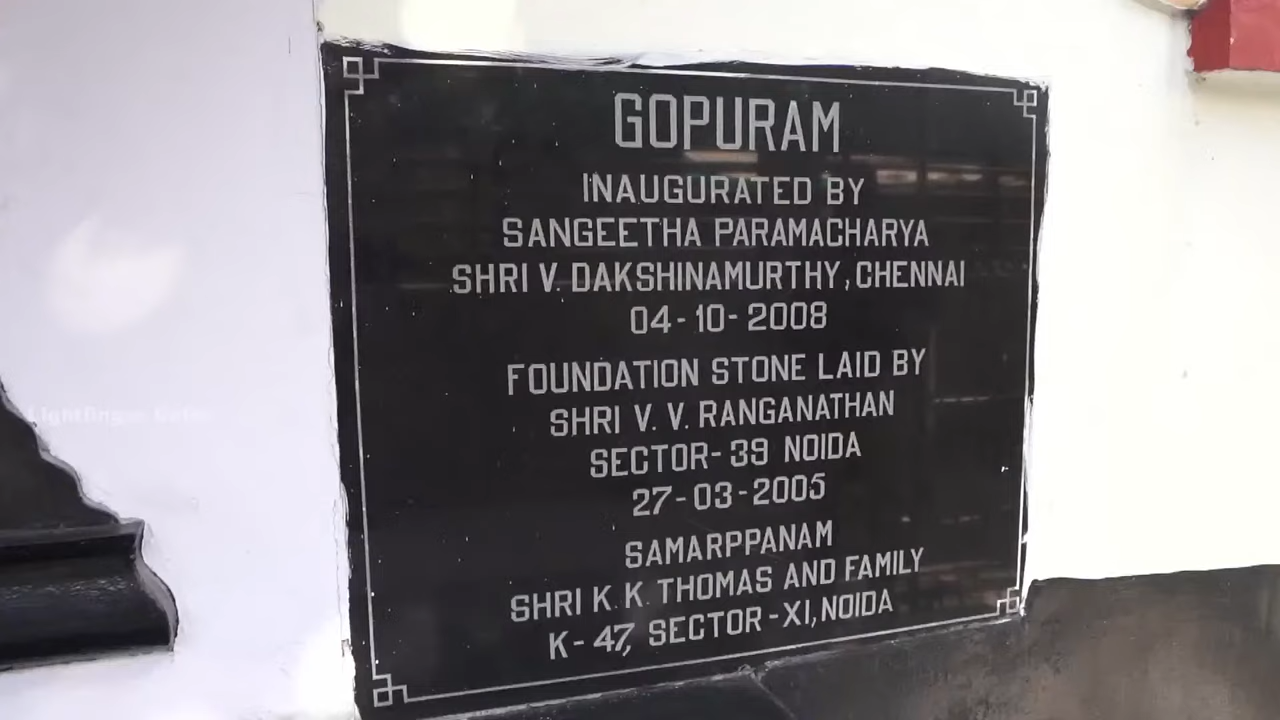 GOPURAM
INAUGURATED BY
SANGEETHA PARAMACHARYA
SHRI V. DAKSHINAMURTHY, CHENNAI
04-10-2008
FOUNDATION STONE LAID BY
SHRI V. V. RANGANATHAN
SECTOR-39 NOIDA
27-03-2005
SAMARPPANAM
SHRI K. K. THOMAS AND FAMILY
K-47, SECTOR-XI, NOIDA